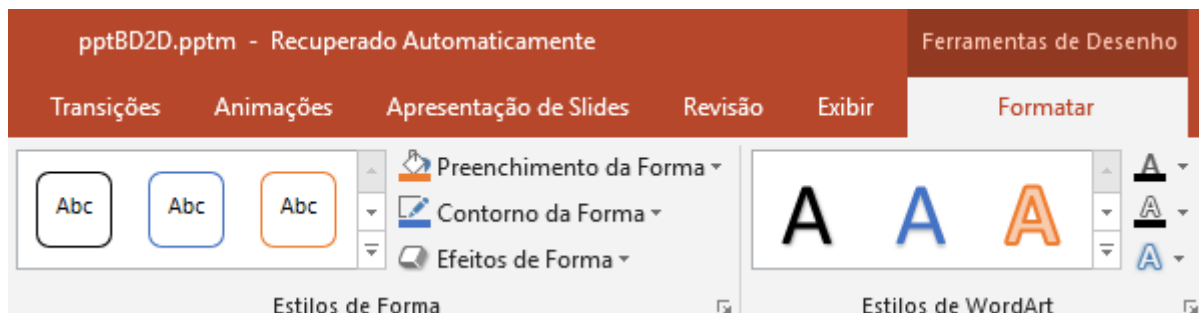 pptBD2D.pptm - Recuperado Automaticamente
Ferramentas de Desenho
Transições Animações Apresentação de Slides Revisão Exibir Formatar
Abc Abc Abc
Preenchimento da Forma
Contorno da Forma
Efeitos de Forma
Estilos de Forma
A A A
A
A
A
Estilos de WordArt